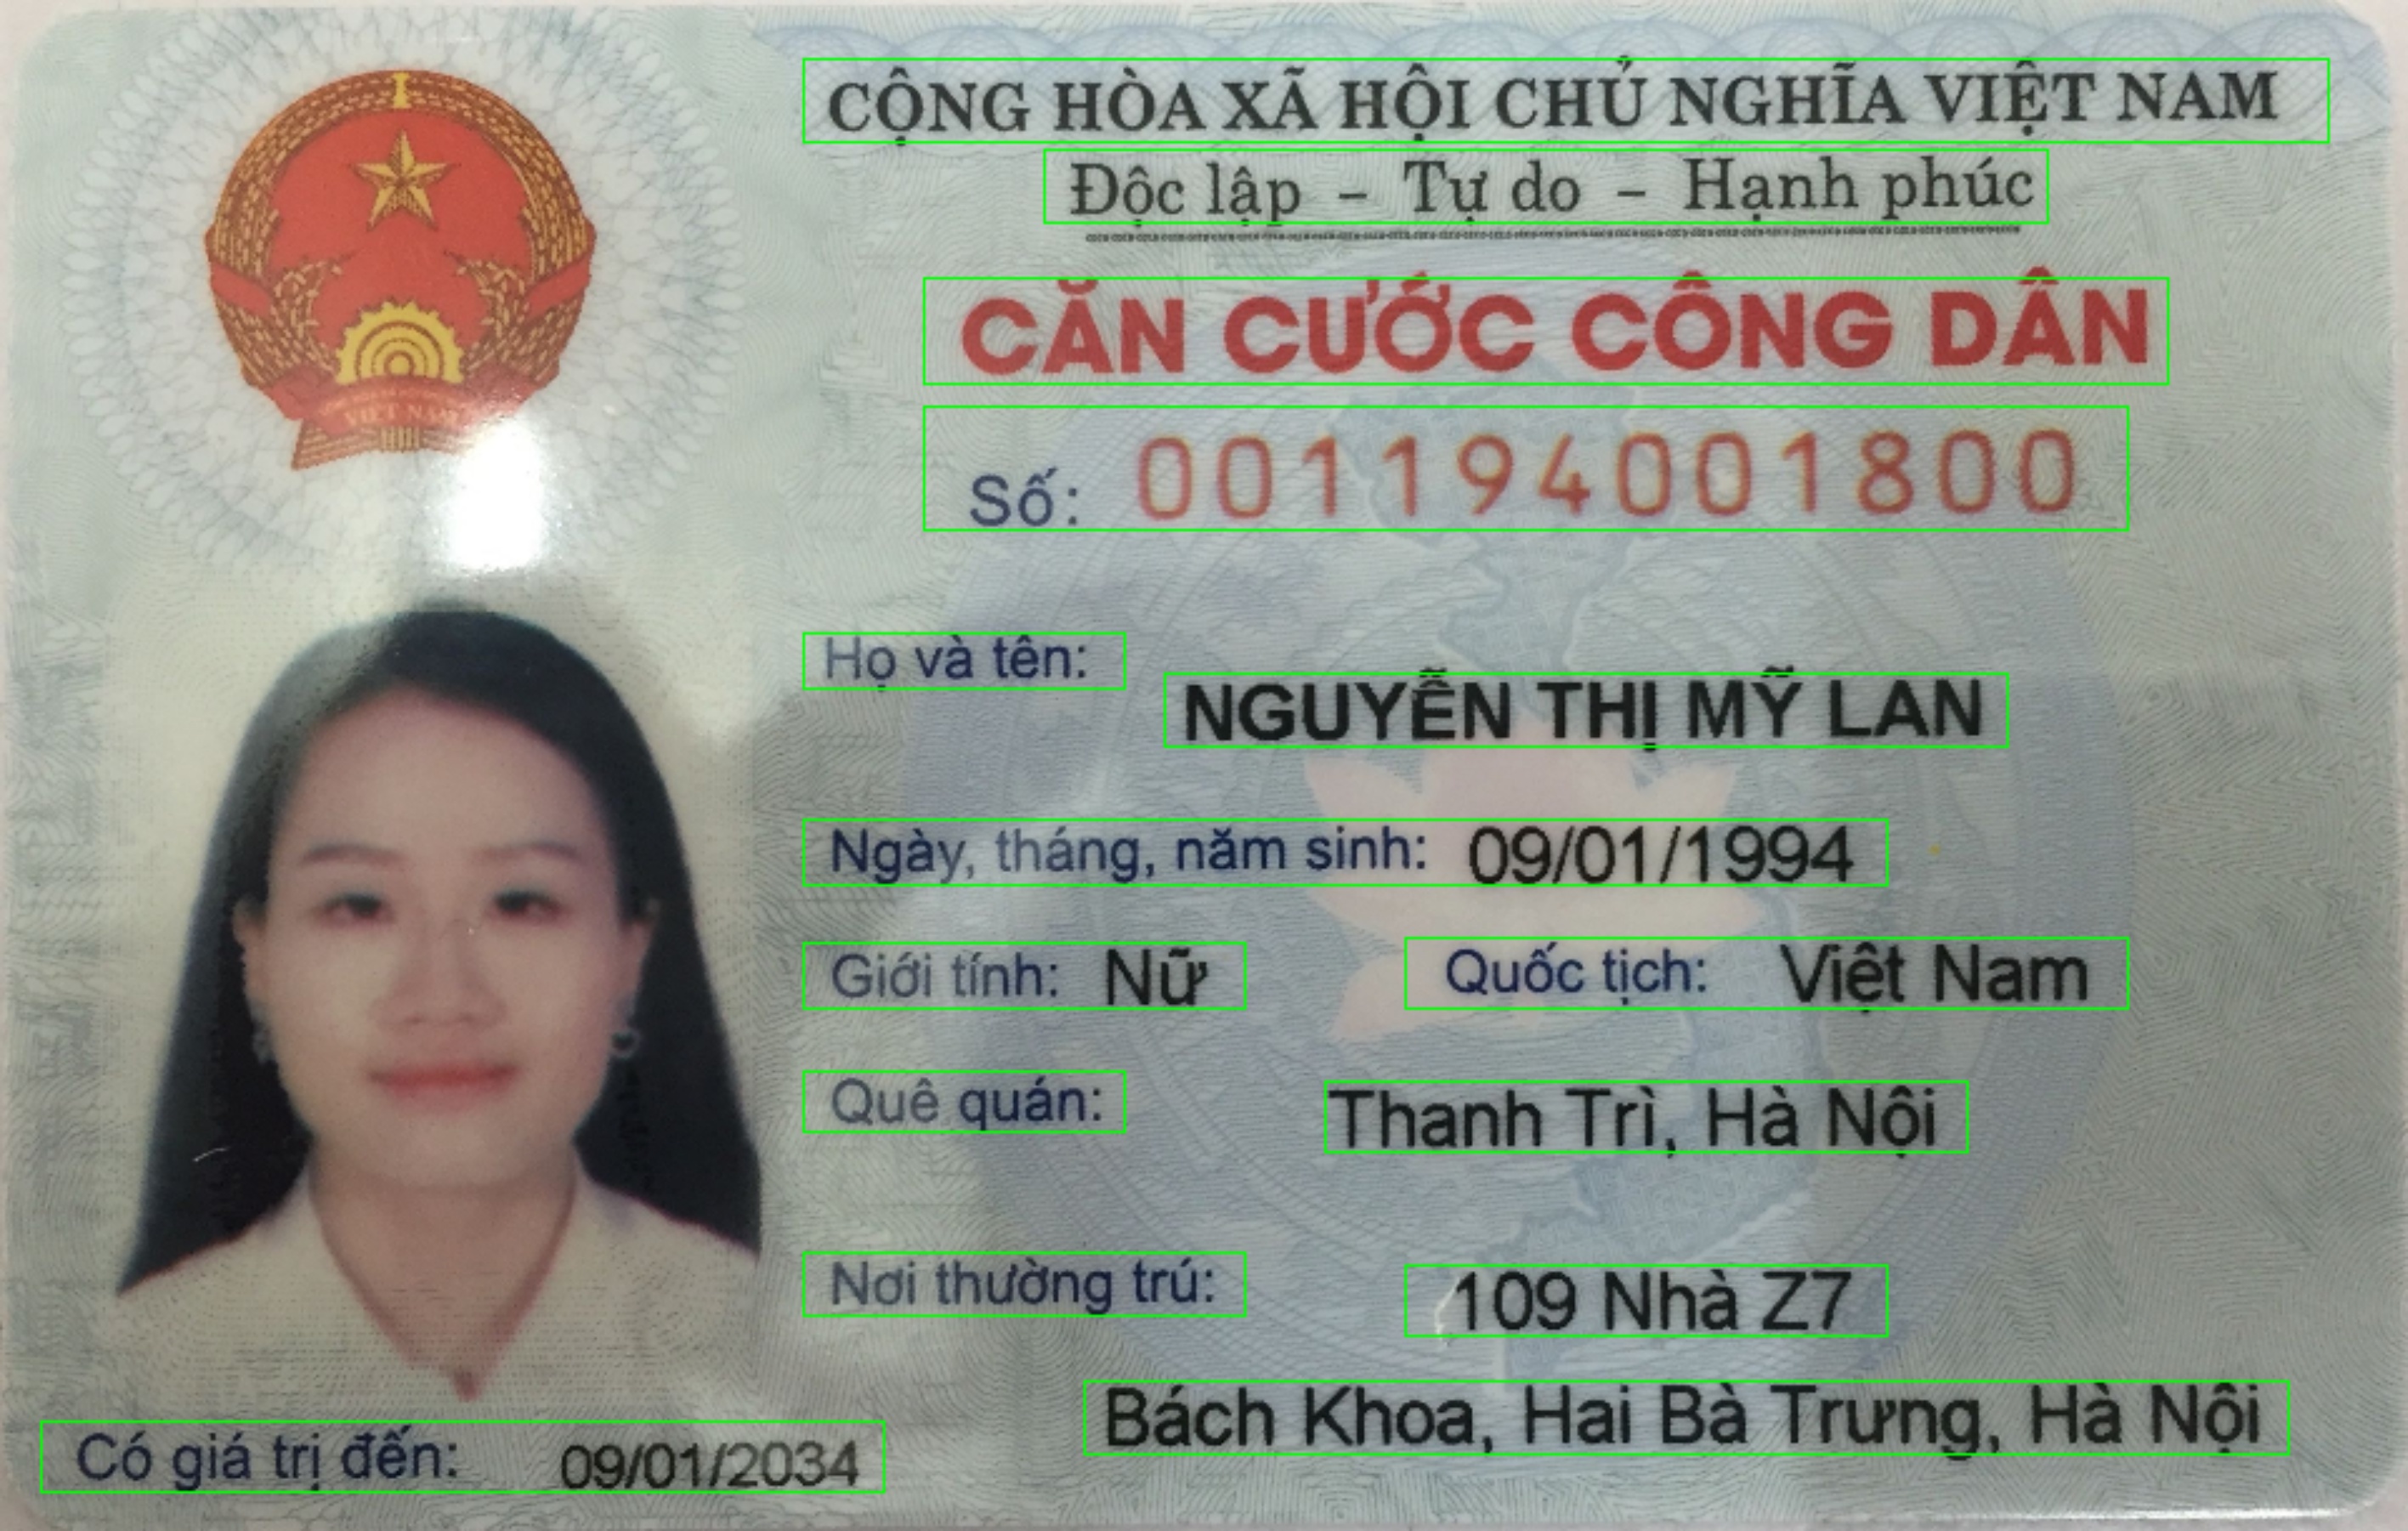 CỘNG HÒA XÃ HỘI CHỦ NGHĨA VIỆT NAM
Độc lập – Tự do – Hạnh phúc
CĂN CƯỚC CÔNG DÂN
Số: 001194001800
Họ và tên:
NGUYỄN THỊ MỸ LAN
Ngày, tháng, năm sinh: 09/01/1994
Giới tính: Nữ Quốc tịch: Việt Nam
Quê quán: Thanh Trì, Hà Nội
Nơi thường trú: 109 Nhà Z7
Bách Khoa, Hai Bà Trưng, Hà Nội
Có giá trị đến: 09/01/2034
VIỆT NAM